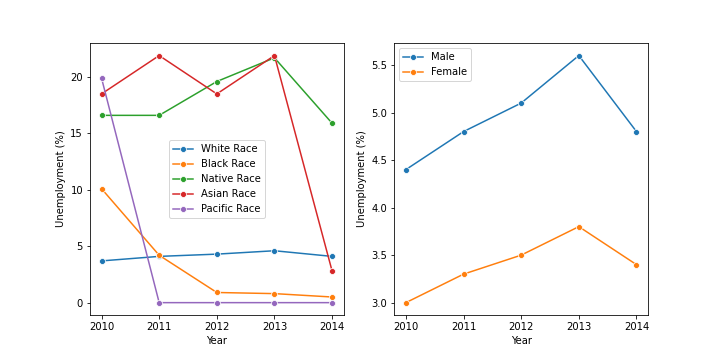 Unemployment (%)
20
15
10
5
0
White Race
Black Race
Native Race
Asian Race
Pacific Race
2010 2011 2012 2013 2014
Year
Unemployment (%)
5.5
5.0
4.5
4.0
3.5
3.0
Male
Female
2010 2011 2012 2013 2014
Year